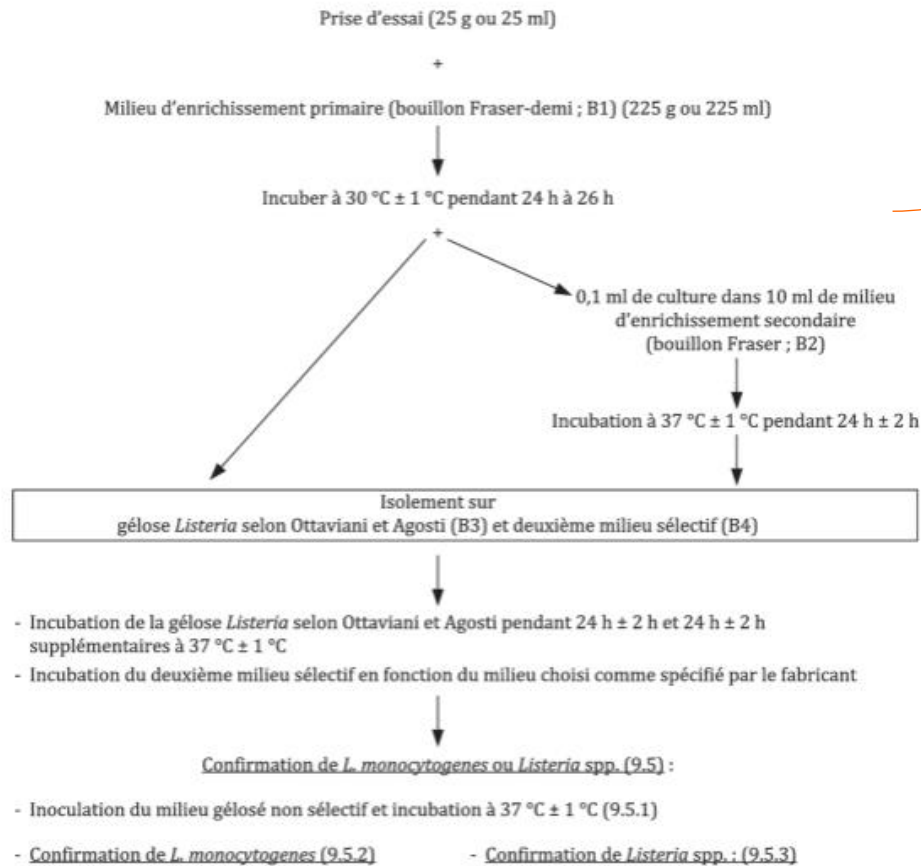 Prise d'essai (25 g ou 25 ml)
+
Milieu d'enrichissement primaire (bouillon Fraser-demi ; B1) (225 g ou 225 ml)
Incuber à 30 °C ± 1 °C pendant 24 h à 26 h
+
0,1 ml de culture dans 10 ml de milieu
d'enrichissement secondaire
(bouillon Fraser ; B2)
Incubation à 37 °C ± 1 °C pendant 24 h ± 2 h
Isolement sur
gélose Listeria selon Ottaviani et Agosti (B3) et deuxième milieu sélectif (B4)
- Incubation de la gélose Listeria selon Ottaviani et Agosti pendant 24 h ± 2 h et 24 h ± 2 h
supplémentaires à 37 °C ± 1 °C
- Incubation du deuxième milieu sélectif en fonction du milieu choisi comme spécifié par le fabricant
Confirmation de L. monocytogenes ou Listeria spp. (9.5) :
- Inoculation du milieu gélosé non sélectif et incubation à 37 °C ± 1 °C (9.5.1)
- Confirmation de L. monocytogenes (9.5.2) - Confirmation de Listeria spp. : (9.5.3)